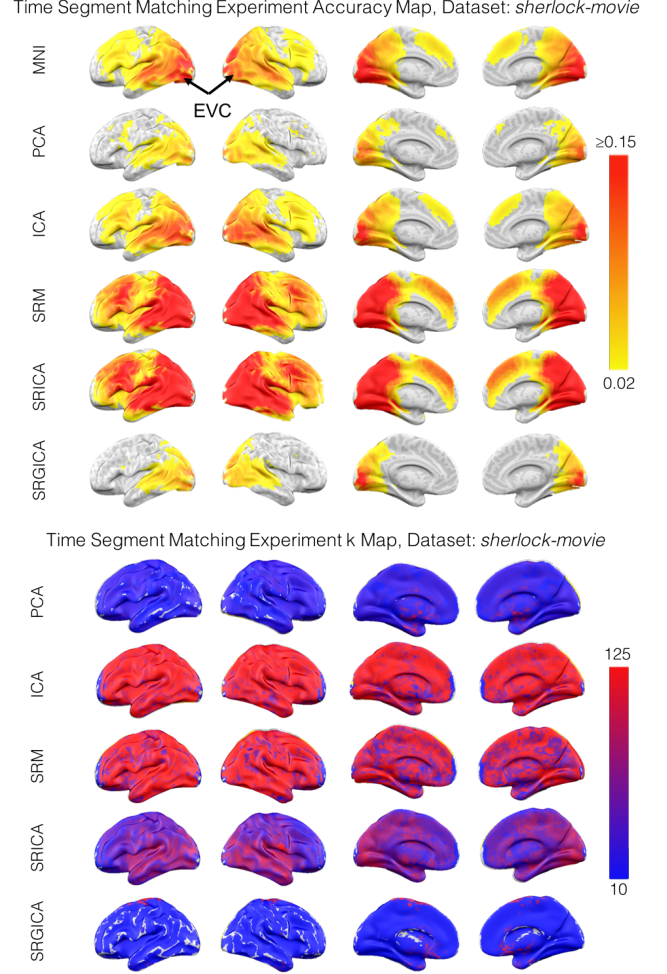 Time Segment Matching Experiment Accuracy Map, Dataset: sherlock-movie
MNI
EVC
PCA
≥0.15
ICA
SRM
SRICA
0.02
SRGICA
Time Segment Matching Experiment k Map, Dataset: sherlock-movie
PCA
ICA
125
SRM
SRICA
10
SRGICA